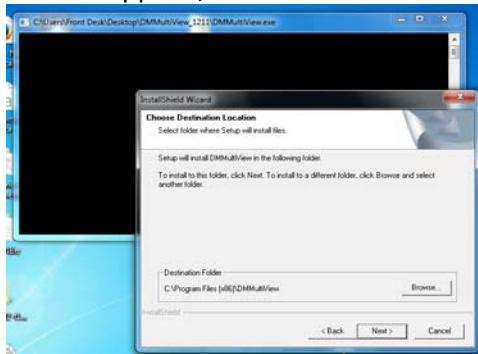 C:\Users\Front Desk\Desktop\DMMultiView_1211\DMMultiView.exe
InstallShield Wizard
Choose Destination Location
Select folder where Setup will install files.
Setup will install DMMultiView in the following folder.
To install to this folder, click Next. To install to a different folder, click Browse and select
another folder.
Destination Folder
C:\Program Files (x86)\DMMultiView
Browse...
InstallShield
< Back
Next >
Cancel